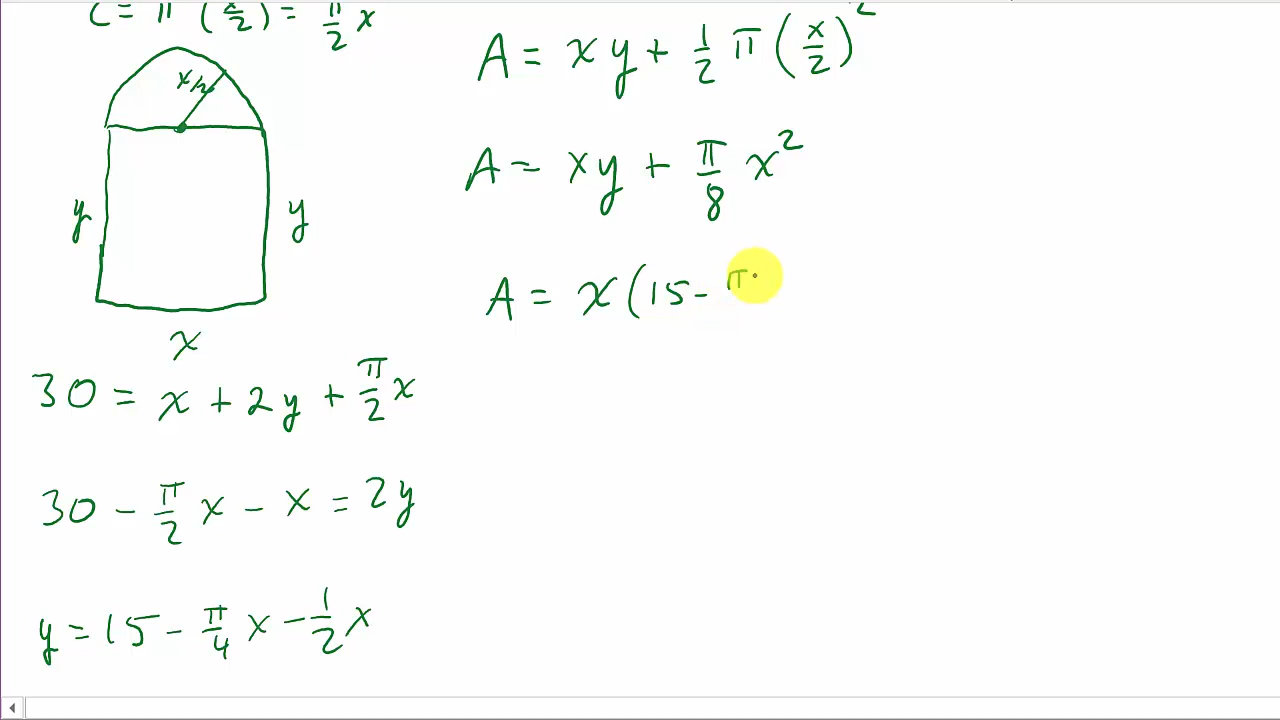 C = π (x/2) = π/2 x
x/2
y
y
x
30 = x + 2y + π/2 x
30 - π/2 x - x = 2y
y = 15 - π/4 x - 1/2 x
A = xy + 1/2 π (x/2)²
A = xy + π/8 x²
A = x (15 - π